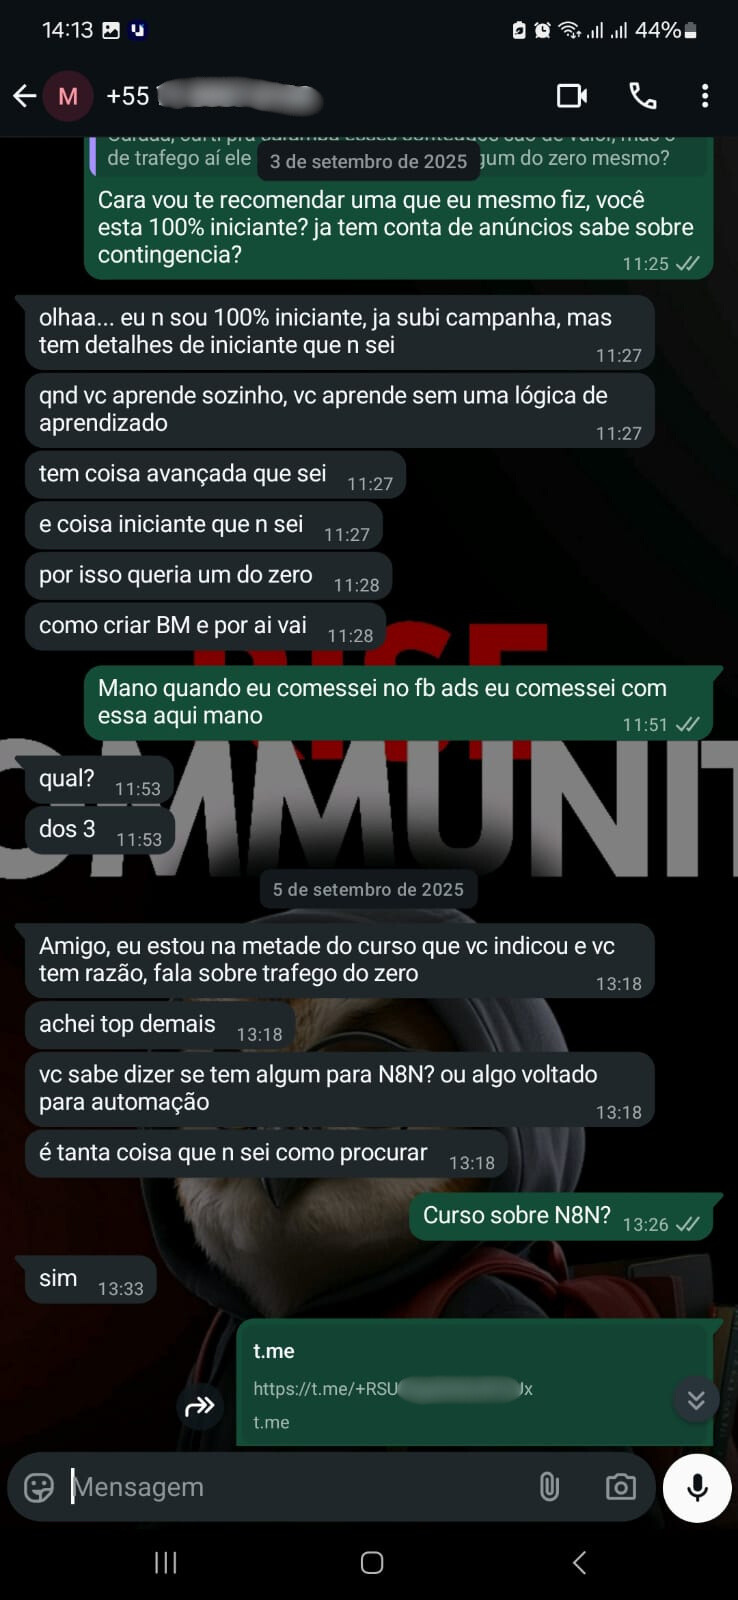 14:13
44%
M
+55
de trafego aí ele
3 de setembro de 2025
gum do zero mesmo?
Cara vou te recomendar uma que eu mesmo fiz, você
esta 100% iniciante? ja tem conta de anúncios sabe sobre
contingencia?
11:25
olhaa... eu n sou 100% iniciante, ja subi campanha, mas
tem detalhes de iniciante que n sei
11:27
qnd vc aprende sozinho, vc aprende sem uma lógica de
aprendizado
11:27
tem coisa avançada que sei 11:27
e coisa iniciante que n sei 11:27
por isso queria um do zero 11:28
como criar BM e por ai vai 11:28
Mano quando eu comessei no fb ads eu comessei com
essa aqui mano
11:51
qual? 11:53
dos 3 11:53
OMMUNIT
5 de setembro de 2025
Amigo, eu estou na metade do curso que vc indicou e vc
tem razão, fala sobre trafego do zero
13:18
achei top demais 13:18
vc sabe dizer se tem algum para N8N? ou algo voltado
para automação
13:18
é tanta coisa que n sei como procurar 13:18
Curso sobre N8N? 13:26
sim 13:33
t.me
https://t.me/+RSU
Jx
t.me
Mensagem